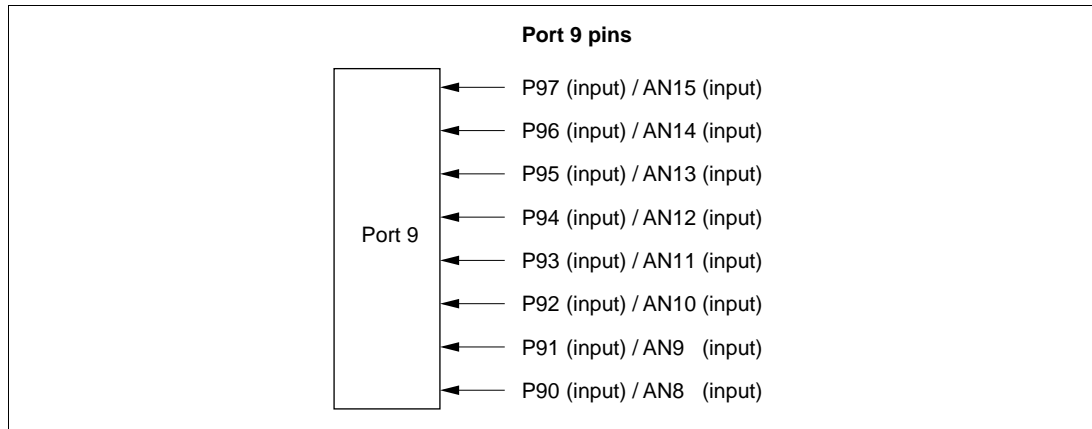 Port 9 pins
P97 (input) / AN15 (input)
P96 (input) / AN14 (input)
P95 (input) / AN13 (input)
P94 (input) / AN12 (input)
Port 9
P93 (input) / AN11 (input)
P92 (input) / AN10 (input)
P91 (input) / AN9 (input)
P90 (input) / AN8 (input)